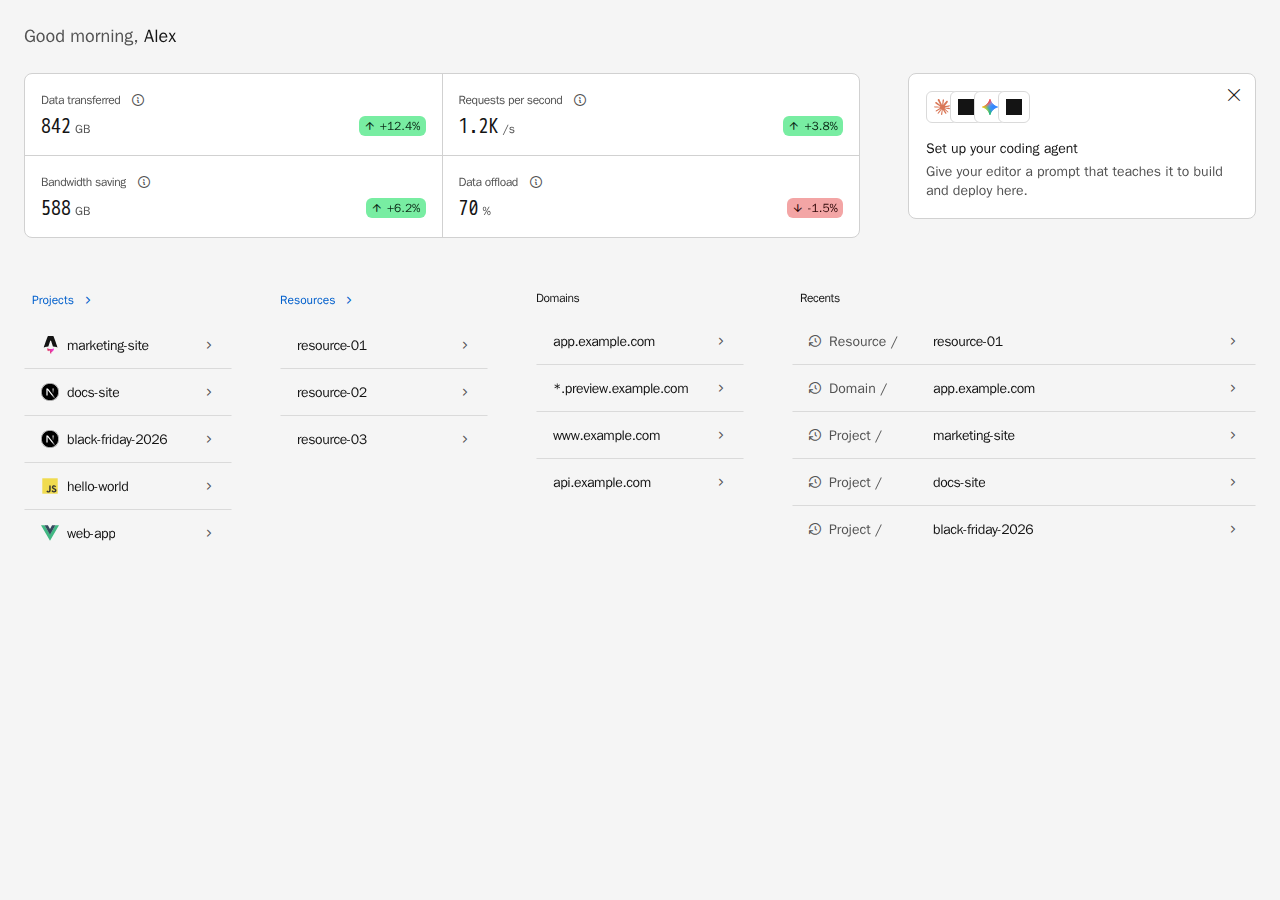 Good morning, Alex
Data transferred
842 GB
+12.4%
Requests per second
1.2K /s
+3.8%
Bandwidth saving
588 GB
+6.2%
Data offload
70 %
-1.5%
Set up your coding agent
Give your editor a prompt that teaches it to build
and deploy here.
Projects
marketing-site
docs-site
black-friday-2026
JS hello-world
web-app
Resources
resource-01
resource-02
resource-03
Domains
app.example.com
*.preview.example.com
www.example.com
api.example.com
Recents
Resource / resource-01
Domain / app.example.com
Project / marketing-site
Project / docs-site
Project / black-friday-2026